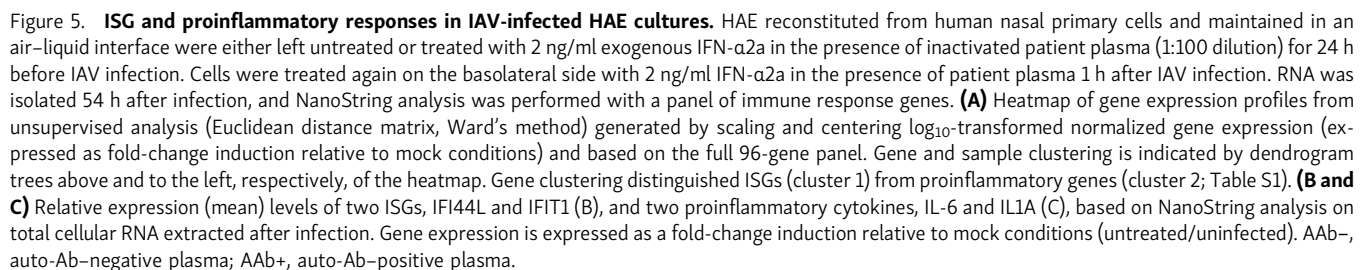 Figure 5. ISG and proinflammatory responses in IAV-infected HAE cultures. HAE reconstituted from human nasal primary cells and maintained in an
air–liquid interface were either left untreated or treated with 2 ng/ml exogenous IFN-α2a in the presence of inactivated patient plasma (1:100 dilution) for 24 h
before IAV infection. Cells were treated again on the basolateral side with 2 ng/ml IFN-α2a in the presence of patient plasma 1 h after IAV infection. RNA was
isolated 54 h after infection, and NanoString analysis was performed with a panel of immune response genes. (A) Heatmap of gene expression profiles from
unsupervised analysis (Euclidean distance matrix, Ward's method) generated by scaling and centering log10-transformed normalized gene expression (ex-
pressed as fold-change induction relative to mock conditions) and based on the full 96-gene panel. Gene and sample clustering is indicated by dendrogram
trees above and to the left, respectively, of the heatmap. Gene clustering distinguished ISGs (cluster 1) from proinflammatory genes (cluster 2; Table S1). (B and
C) Relative expression (mean) levels of two ISGs, IFI44L and IFIT1 (B), and two proinflammatory cytokines, IL-6 and IL1A (C), based on NanoString analysis on
total cellular RNA extracted after infection. Gene expression is expressed as a fold-change induction relative to mock conditions (untreated/uninfected). AAb–,
auto-Ab–negative plasma; AAb+, auto-Ab–positive plasma.